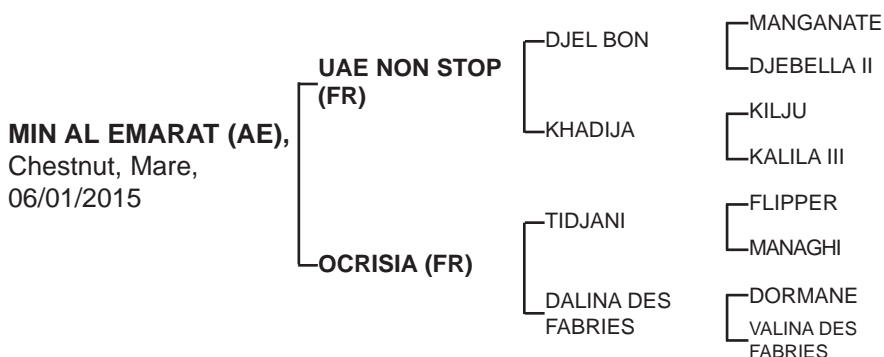 MIN AL EMARAT (AE),
Chestnut, Mare,
06/01/2015
UAE NON STOP
(FR)
OCRISIA (FR)
DJEL BON
KHADIJA
TIDJANI
DALINA DES
FABRIES
MANGANATE
DJEBELLA II
KILJU
KALILA III
FLIPPER
MANAGHI
DORMANE
VALINA DES
FABRIES